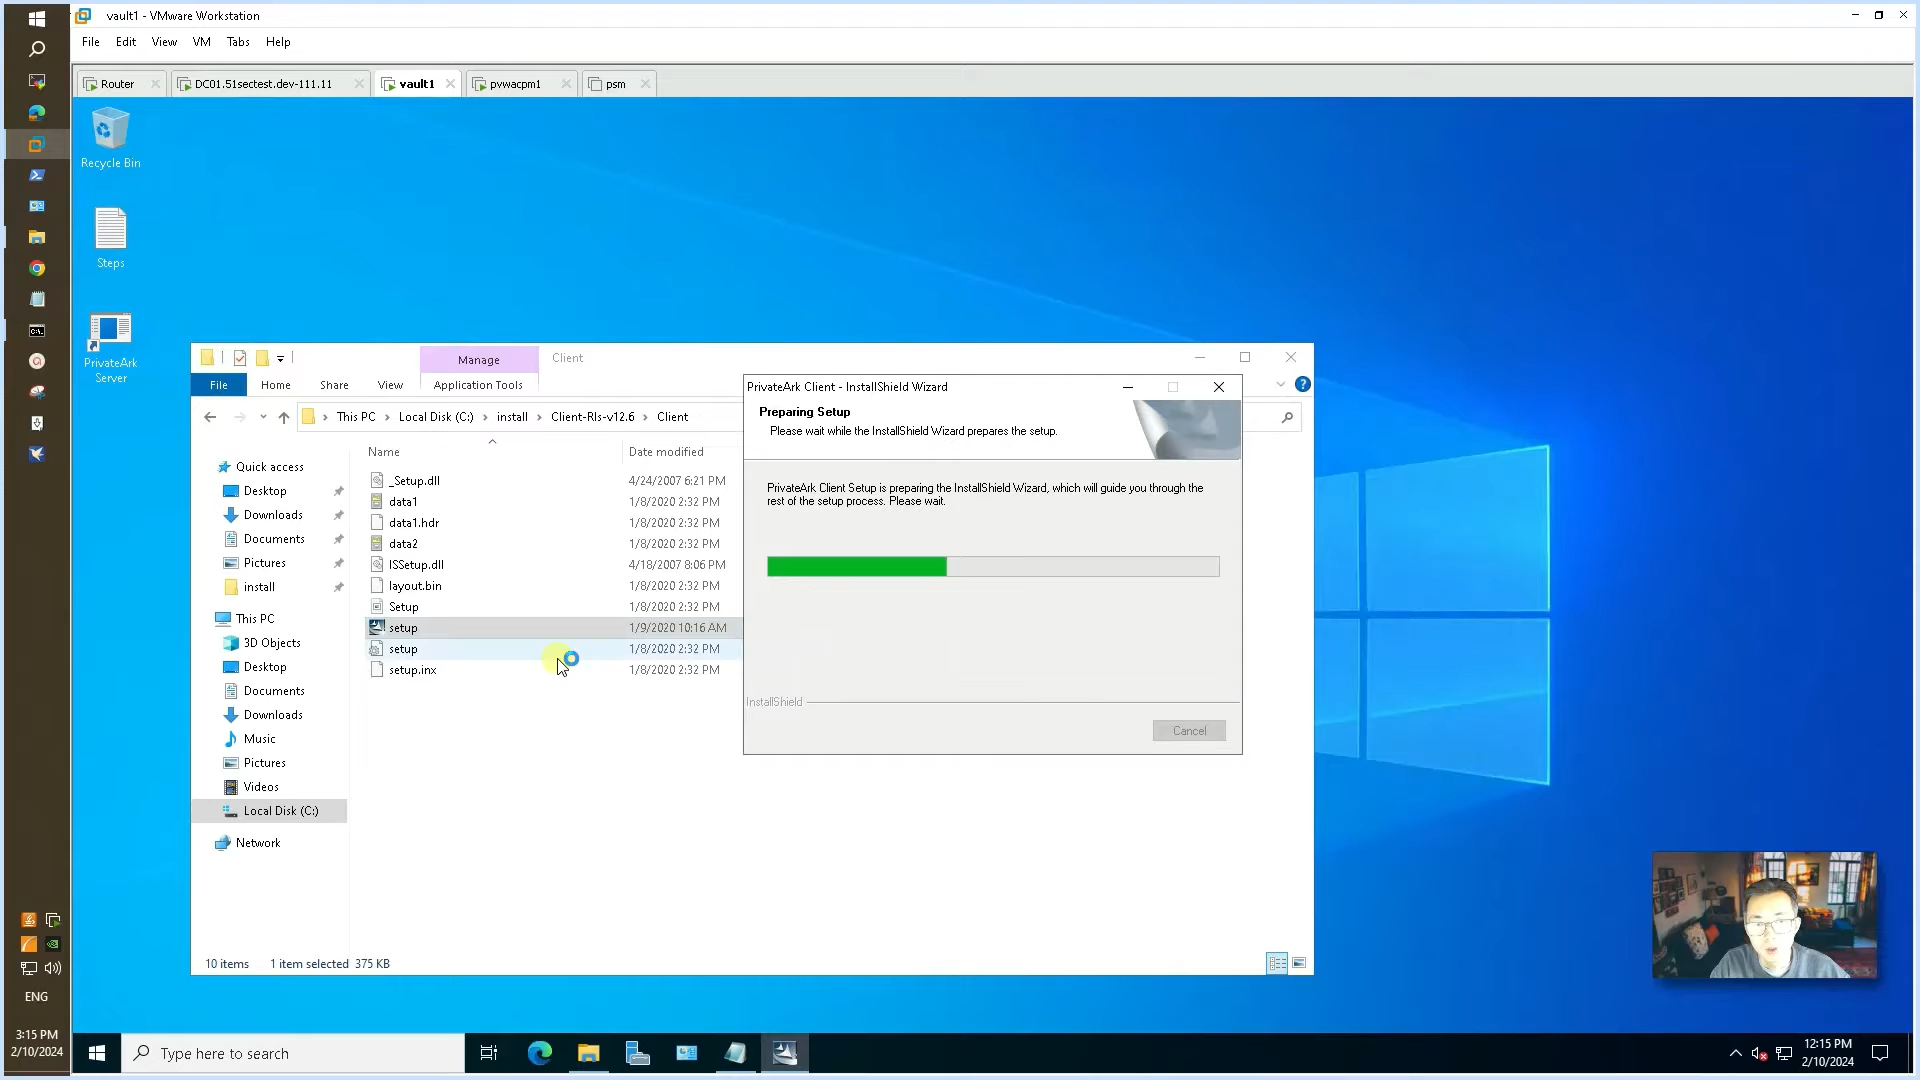 vault1 - VMware Workstation
File Edit View VM Tabs Help
Router
DC01.51sectest.dev-111.11
vault1
pvwacpm1
psm
Recycle Bin
Steps
PrivateArk
Server
Manage
Client
File Home Share View Application Tools
This PC > Local Disk (C:) > install > Client-Rls-v12.6 > Client
Name Date modified
_Setup.dll 4/24/2007 6:21 PM
data1 1/8/2020 2:32 PM
data1.hdr 1/8/2020 2:32 PM
data2 1/8/2020 2:32 PM
ISSetup.dll 4/18/2007 8:06 PM
layout.bin 1/8/2020 2:32 PM
Setup 1/8/2020 2:32 PM
setup 1/9/2020 10:16 AM
setup 1/8/2020 2:32 PM
setup.inx 1/8/2020 2:32 PM
Quick access
Desktop
Downloads
Documents
Pictures
install
This PC
3D Objects
Desktop
Documents
Downloads
Music
Pictures
Videos
Local Disk (C:)
Network
10 items 1 item selected 375 KB
PrivateArk Client - InstallShield Wizard
Preparing Setup
Please wait while the InstallShield Wizard prepares the setup.
PrivateArk Client Setup is preparing the InstallShield Wizard, which will guide you through the
rest of the setup process. Please wait.
InstallShield
Cancel
ENG
3:15 PM
2/10/2024
Type here to search
12:15 PM
2/10/2024